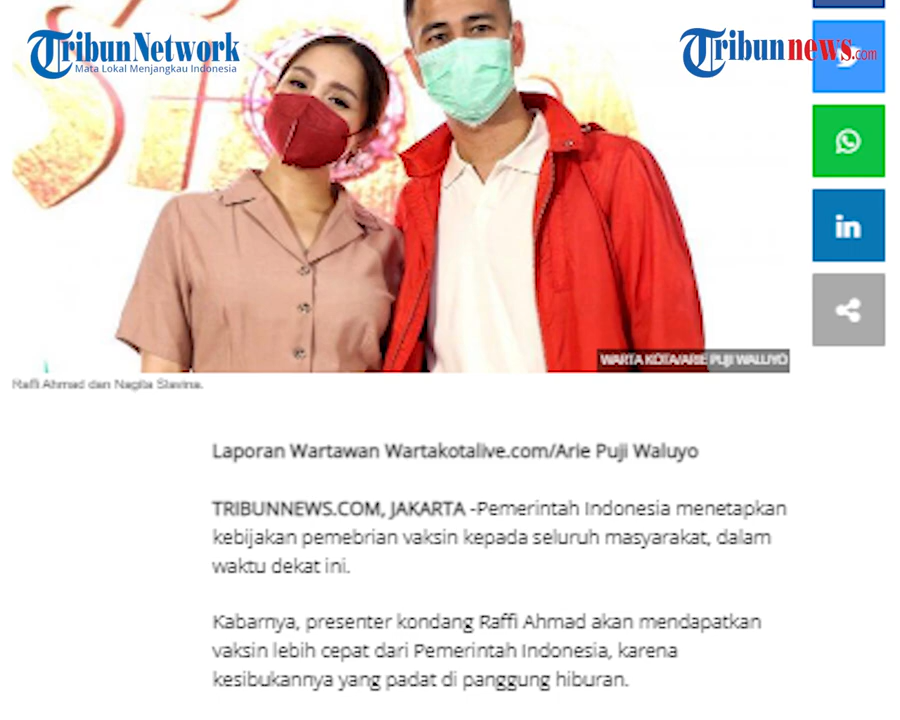 TribunNetwork
Mata Lokal Menjangkau Indonesia
Tribunnews.com
WARTA KOTA/ARIE PUJI WALUYO
Raffi Ahmad dan Nagita Slavina.
in
Laporan Wartawan Wartakotalive.com/Arie Puji Waluyo
TRIBUNNEWS.COM, JAKARTA -Pemerintah Indonesia menetapkan
kebijakan pemebrian vaksin kepada seluruh masyarakat, dalam
waktu dekat ini.
Kabarnya, presenter kondang Raffi Ahmad akan mendapatkan
vaksin lebih cepat dari Pemerintah Indonesia, karena
kesibukannya yang padat di panggung hiburan.